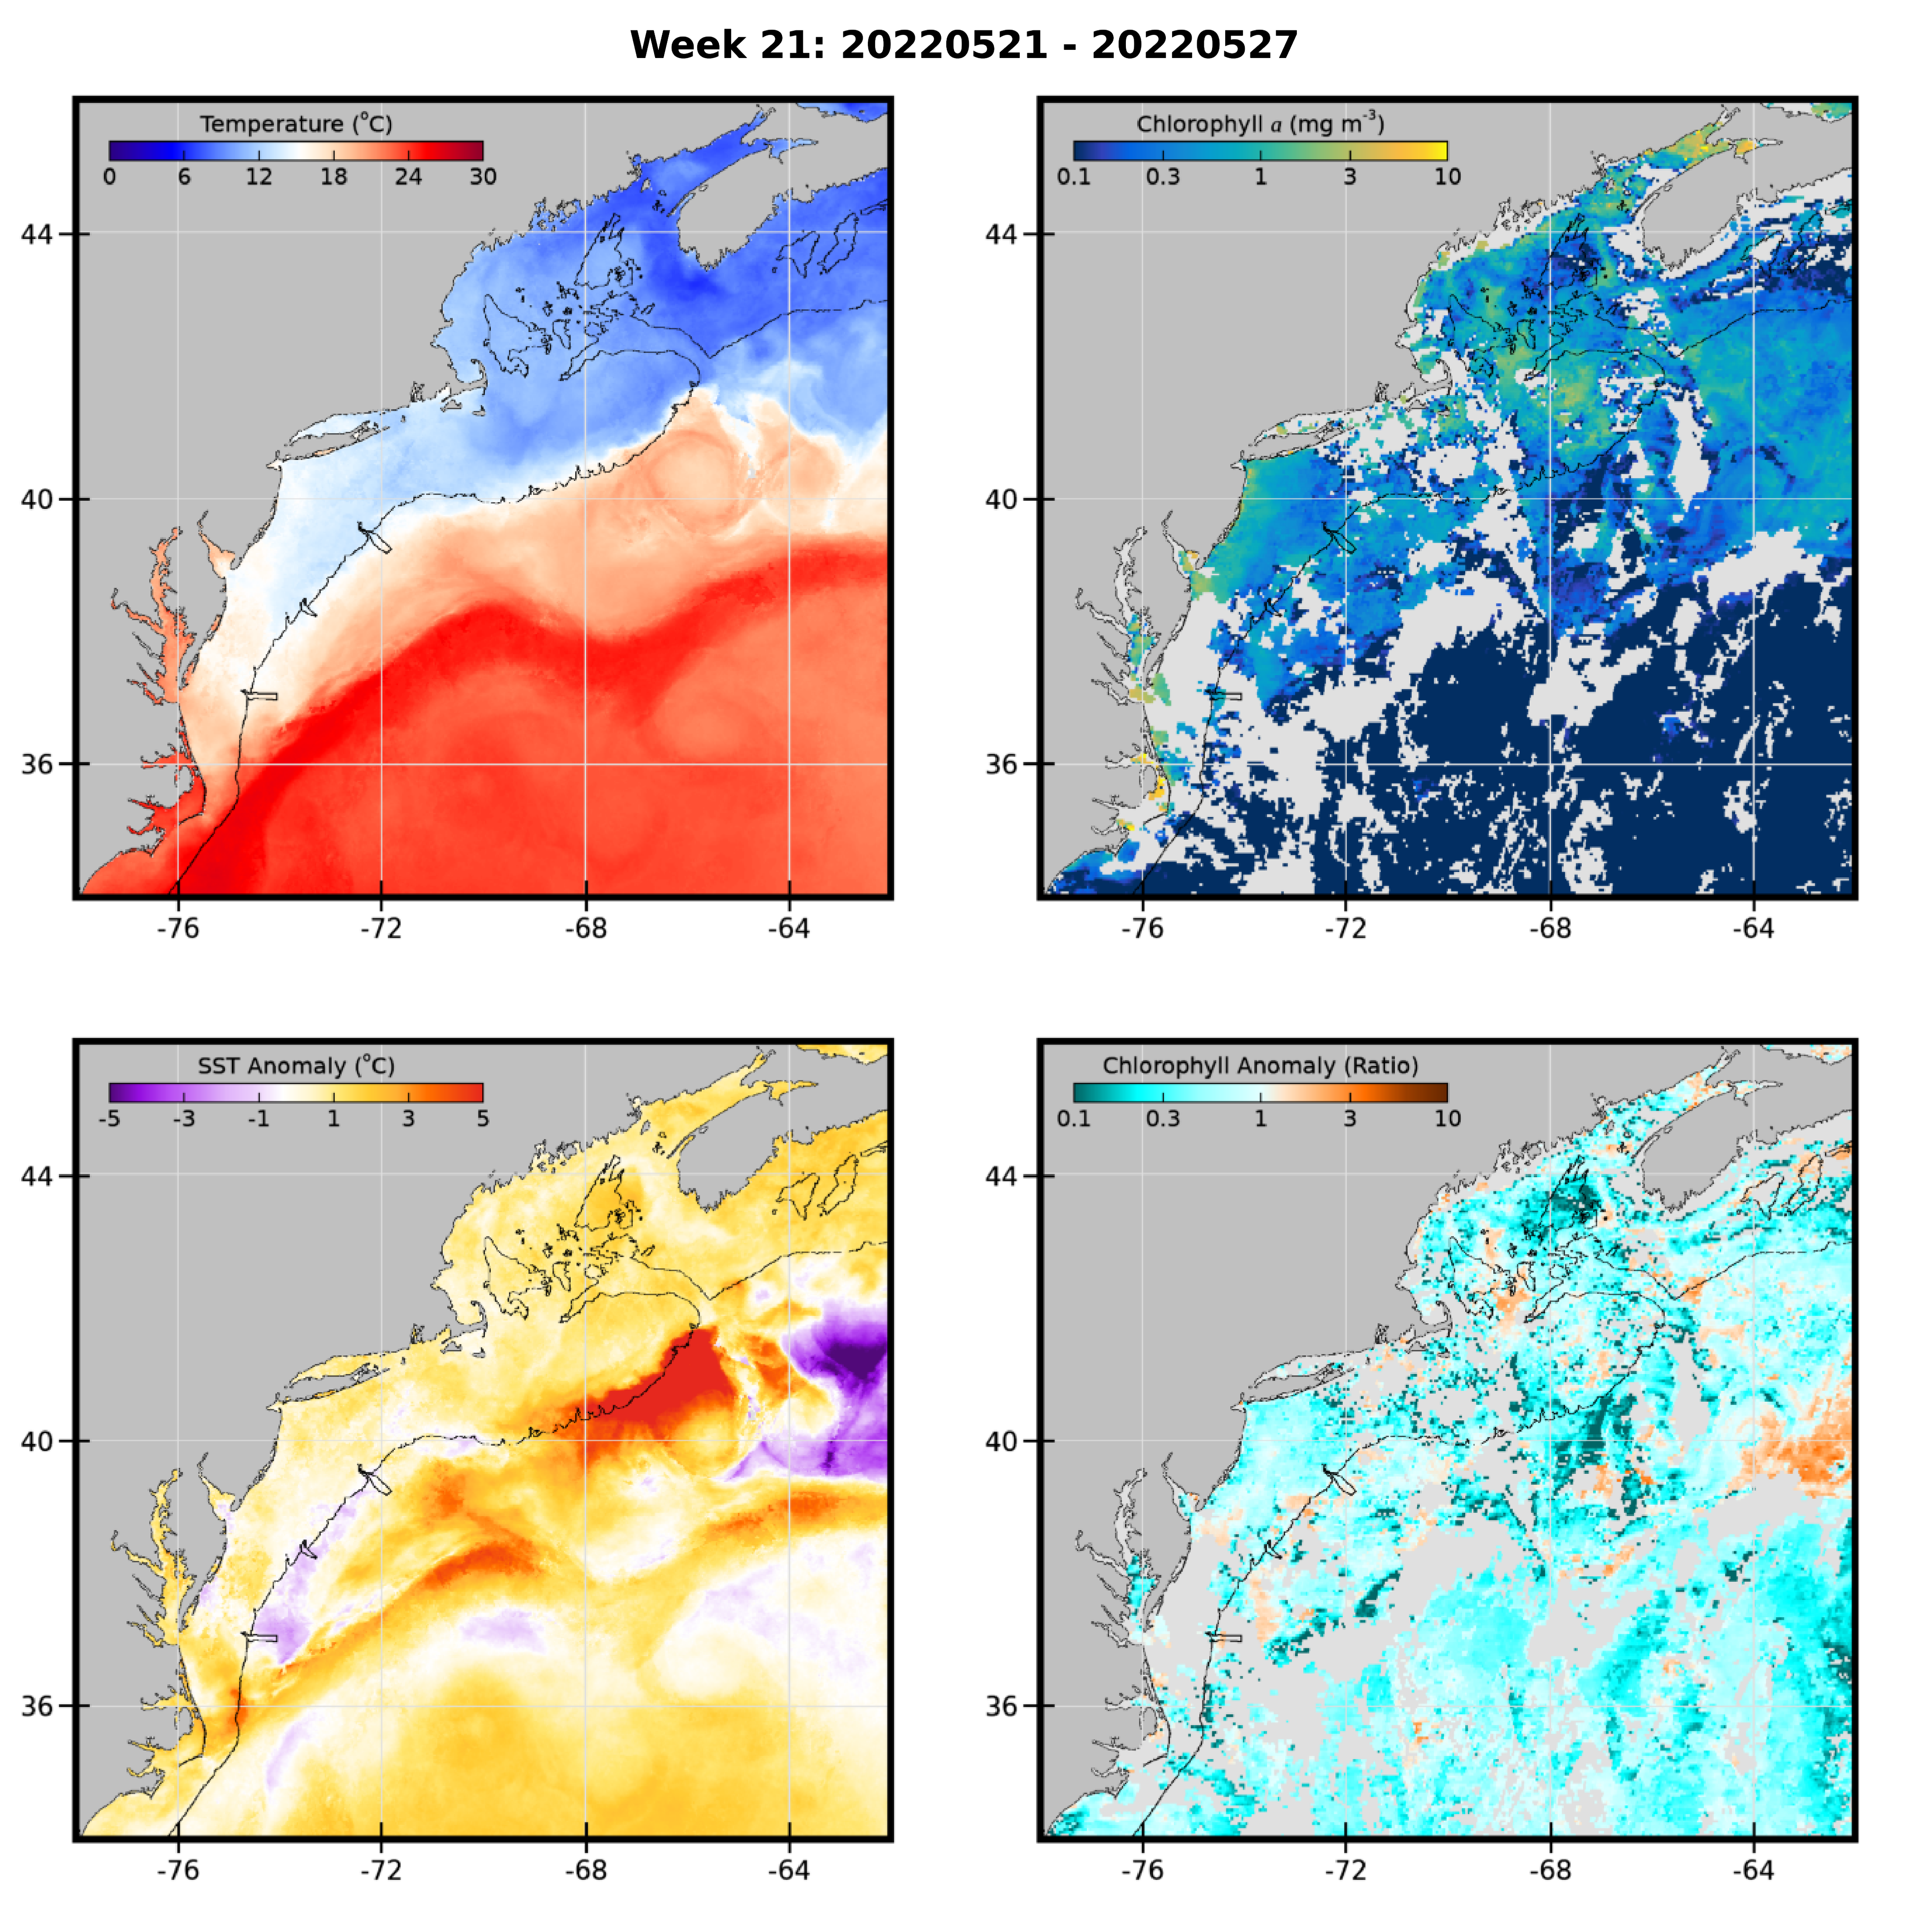 Week 21: 20220521 - 20220527
Temperature (°C)
0 6 12 18 24 30
44
40
36
-76 -72 -68 -64
Chlorophyll a (mg m⁻³)
0.1 0.3 1 3 10
44
40
36
-76 -72 -68 -64
SST Anomaly (°C)
-5 -3 -1 1 3 5
44
40
36
-76 -72 -68 -64
Chlorophyll Anomaly (Ratio)
0.1 0.3 1 3 10
44
40
36
-76 -72 -68 -64